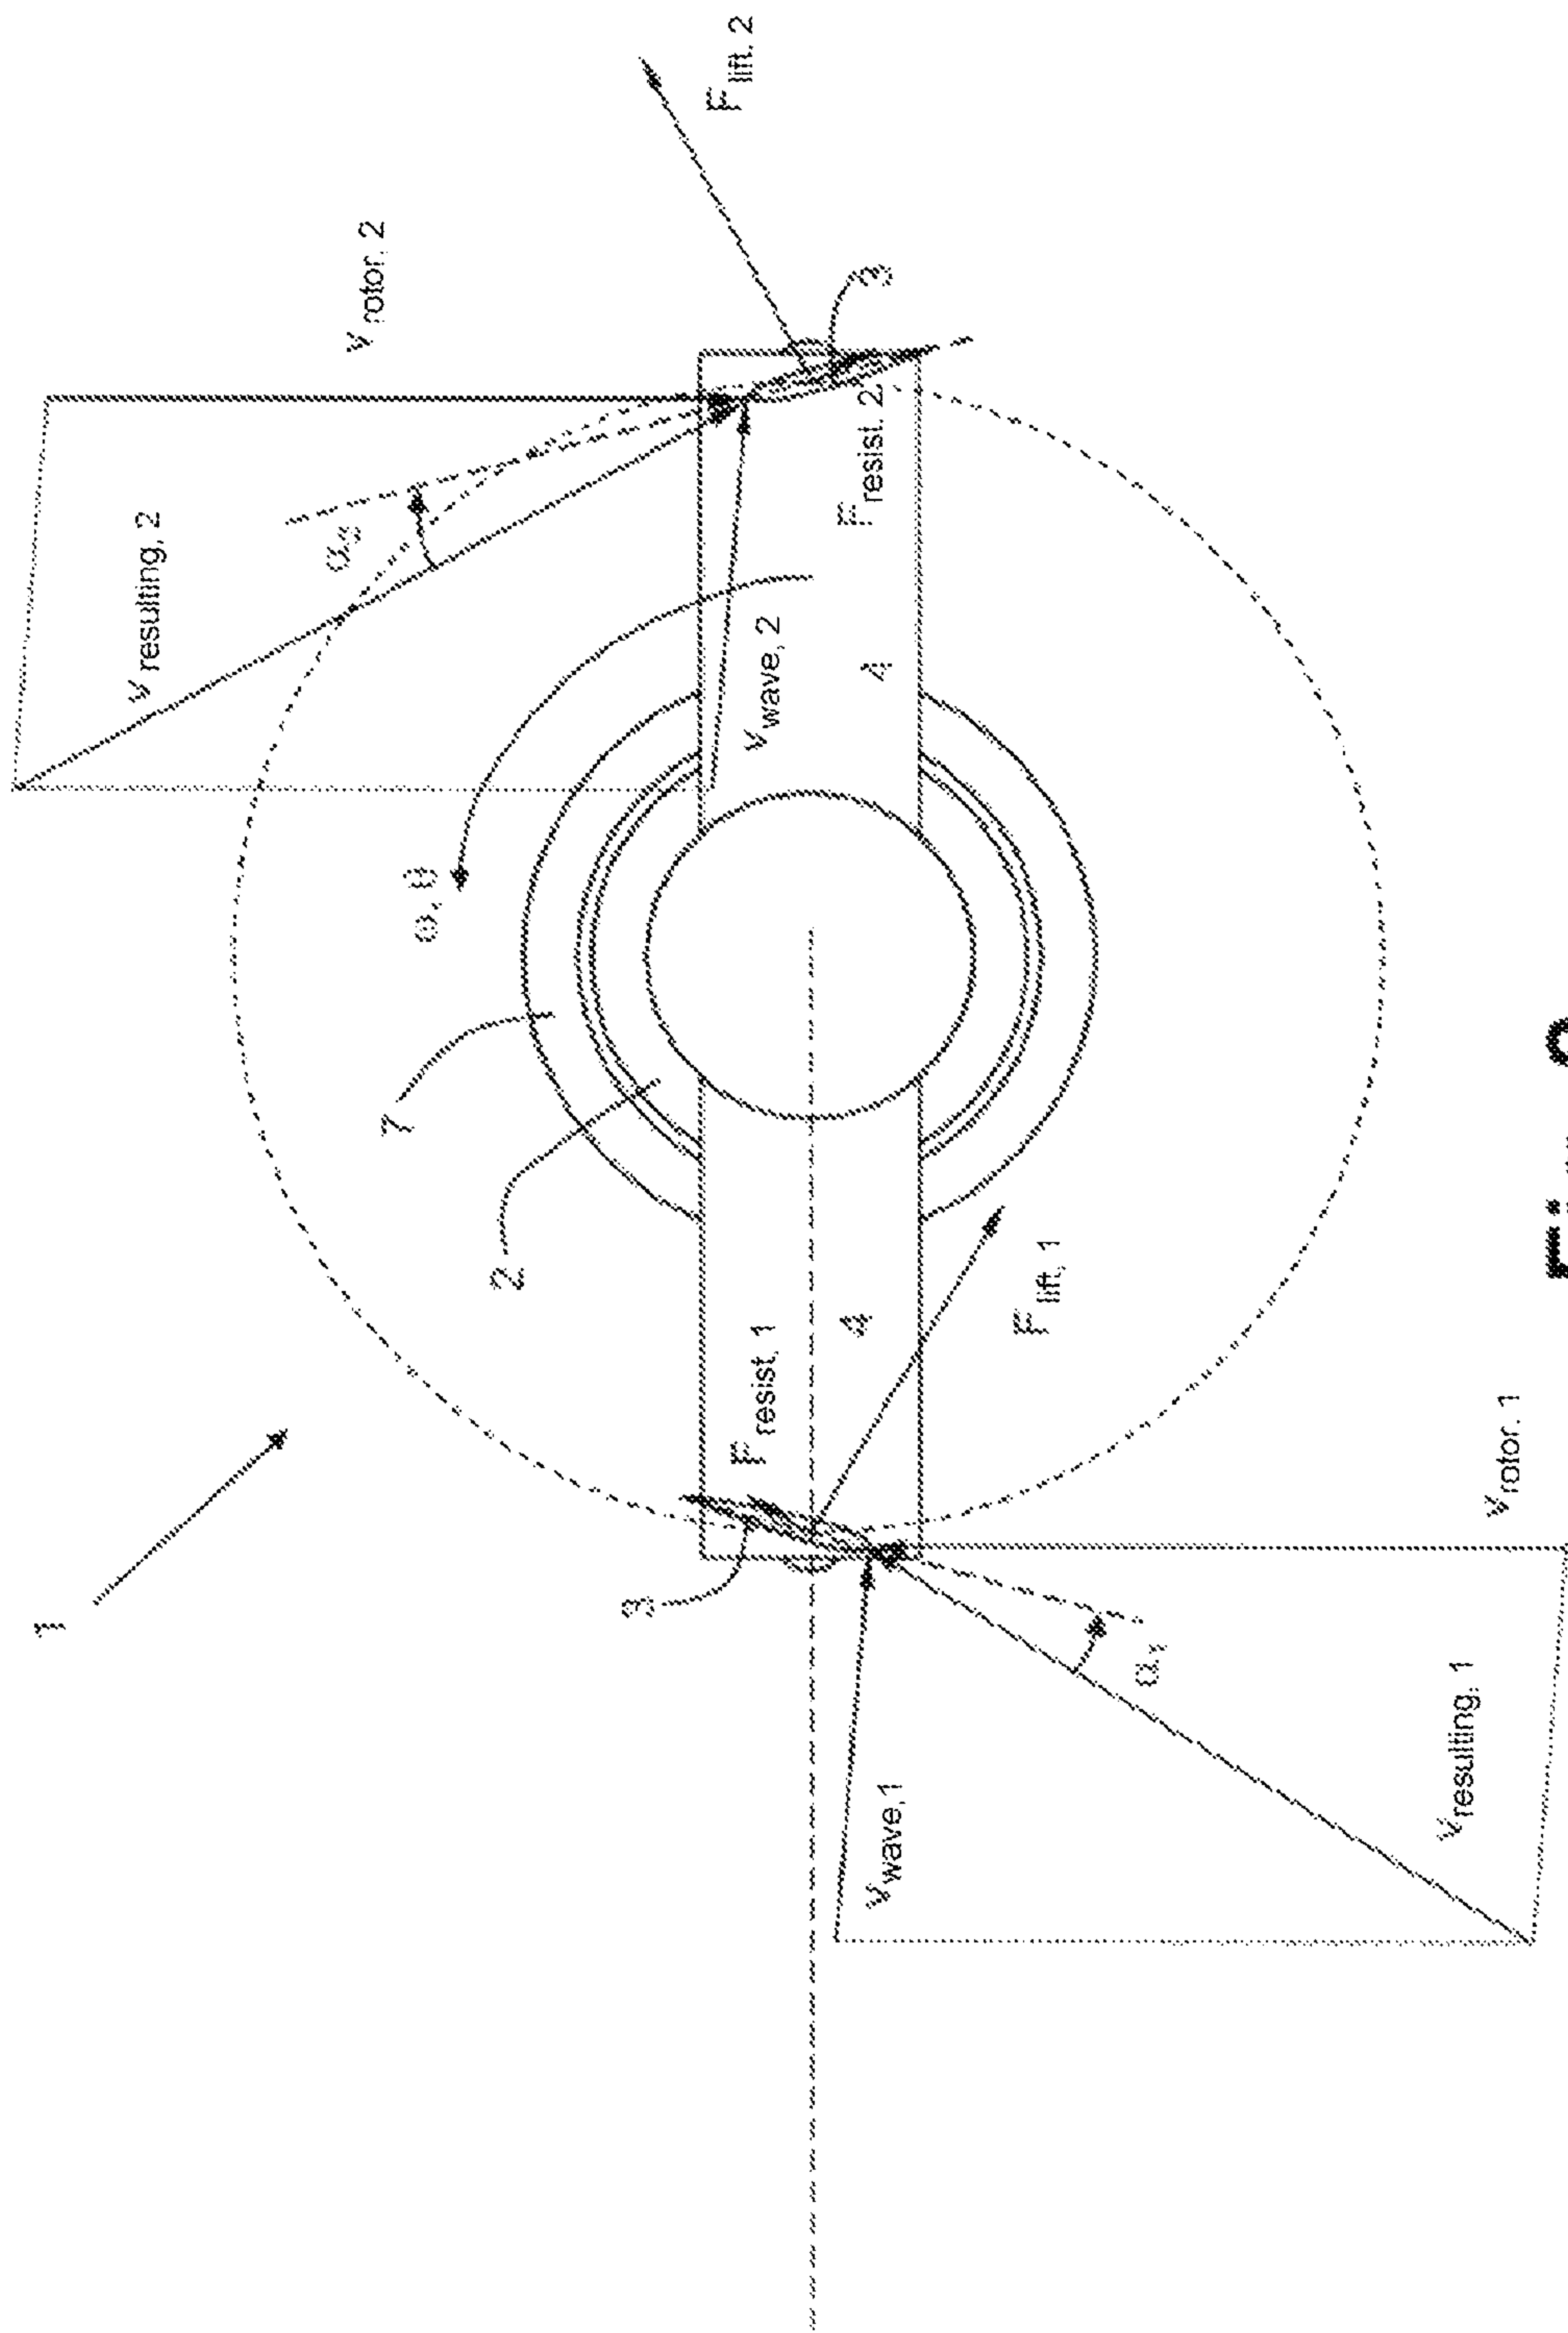 1
v rotor, 2
F lift, 2
v resulting, 2
α2
ω, θ
7
2
3
v wave, 2
4
F resist. 2
F resist, 1
4
F lift, 1
3
v wave,1
α1
v resulting, 1
v rotor, 1